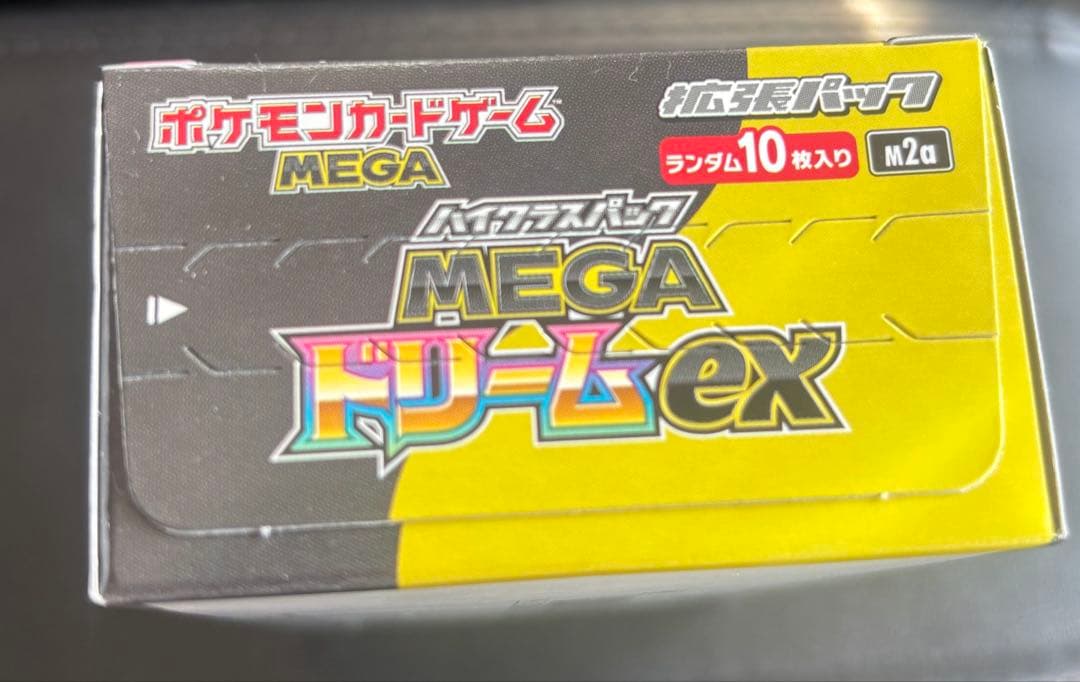 ポケモンカードゲーム™
MEGA
拡張パック
ランダム10枚入り
M2a
ハイクラスパック
MEGA
ドリームex